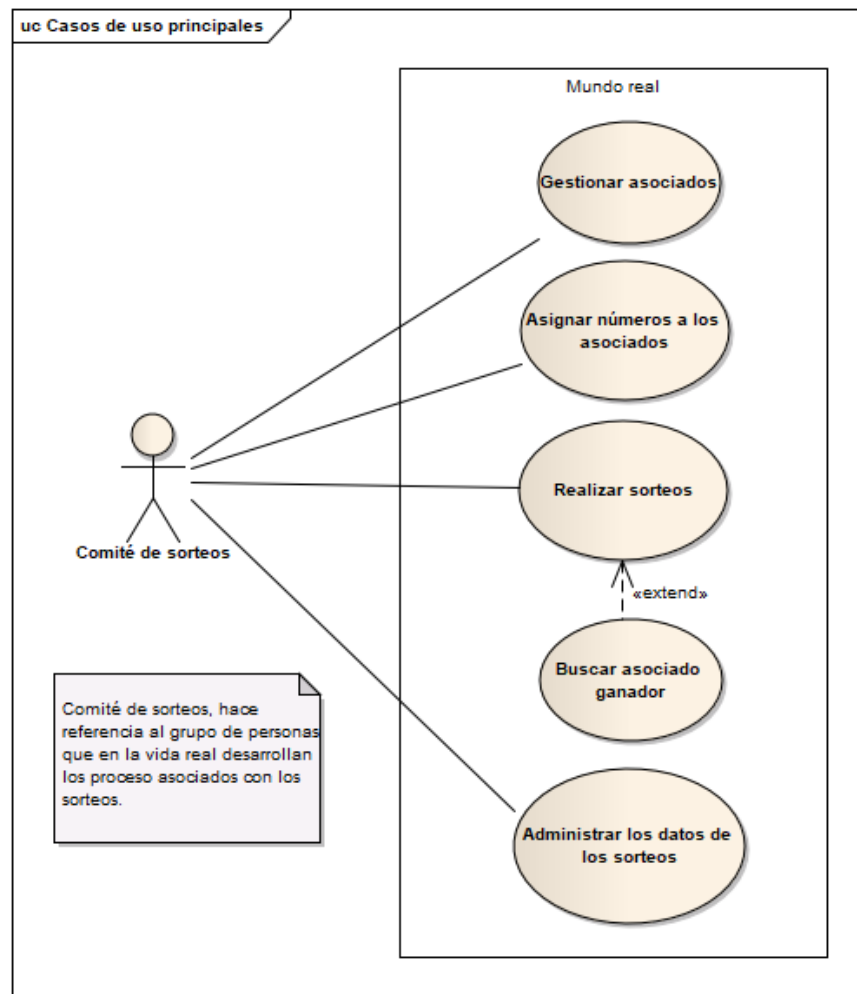 uc Casos de uso principales
Mundo real
Gestionar asociados
Asignar números a los
asociados
Realizar sorteos
Comité de sorteos
«extend»
Buscar asociado
ganador
Comité de sorteos, hace
referencia al grupo de personas
que en la vida real desarrollan
los proceso asociados con los
sorteos.
Administrar los datos de
los sorteos